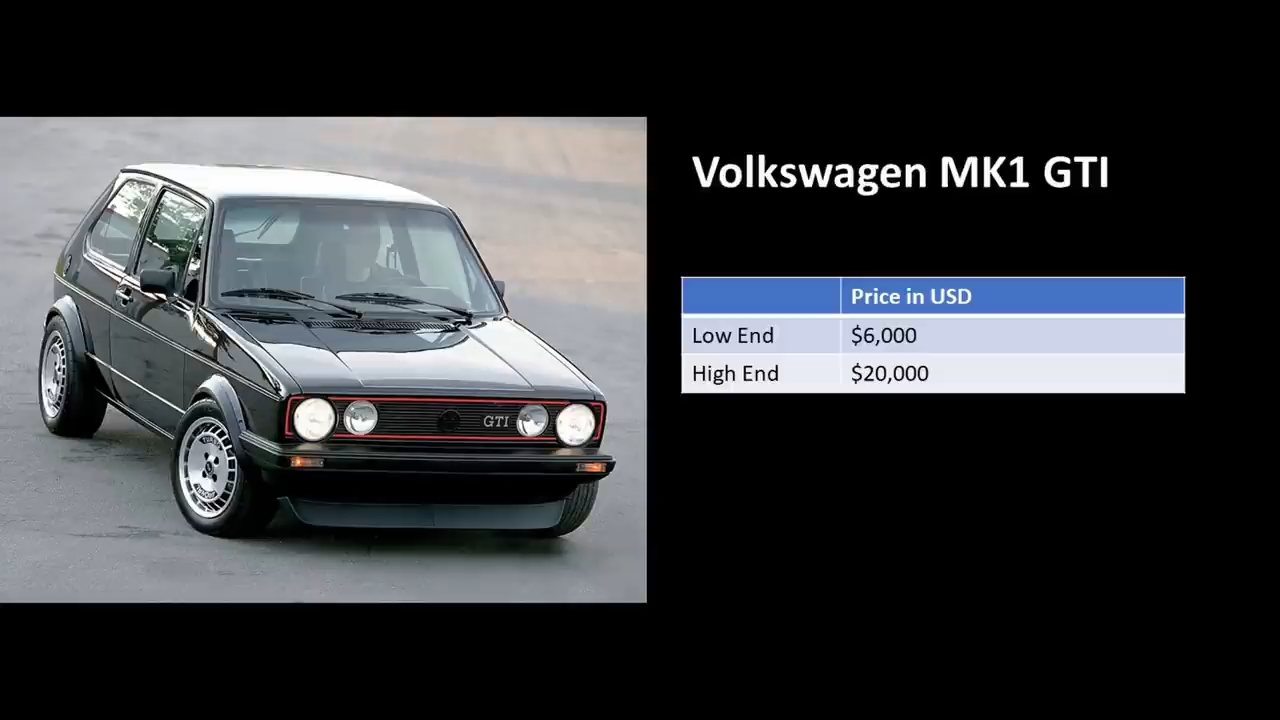 Volkswagen MK1 GTI
Price in USD
Low End $6,000
High End $20,000
GTI